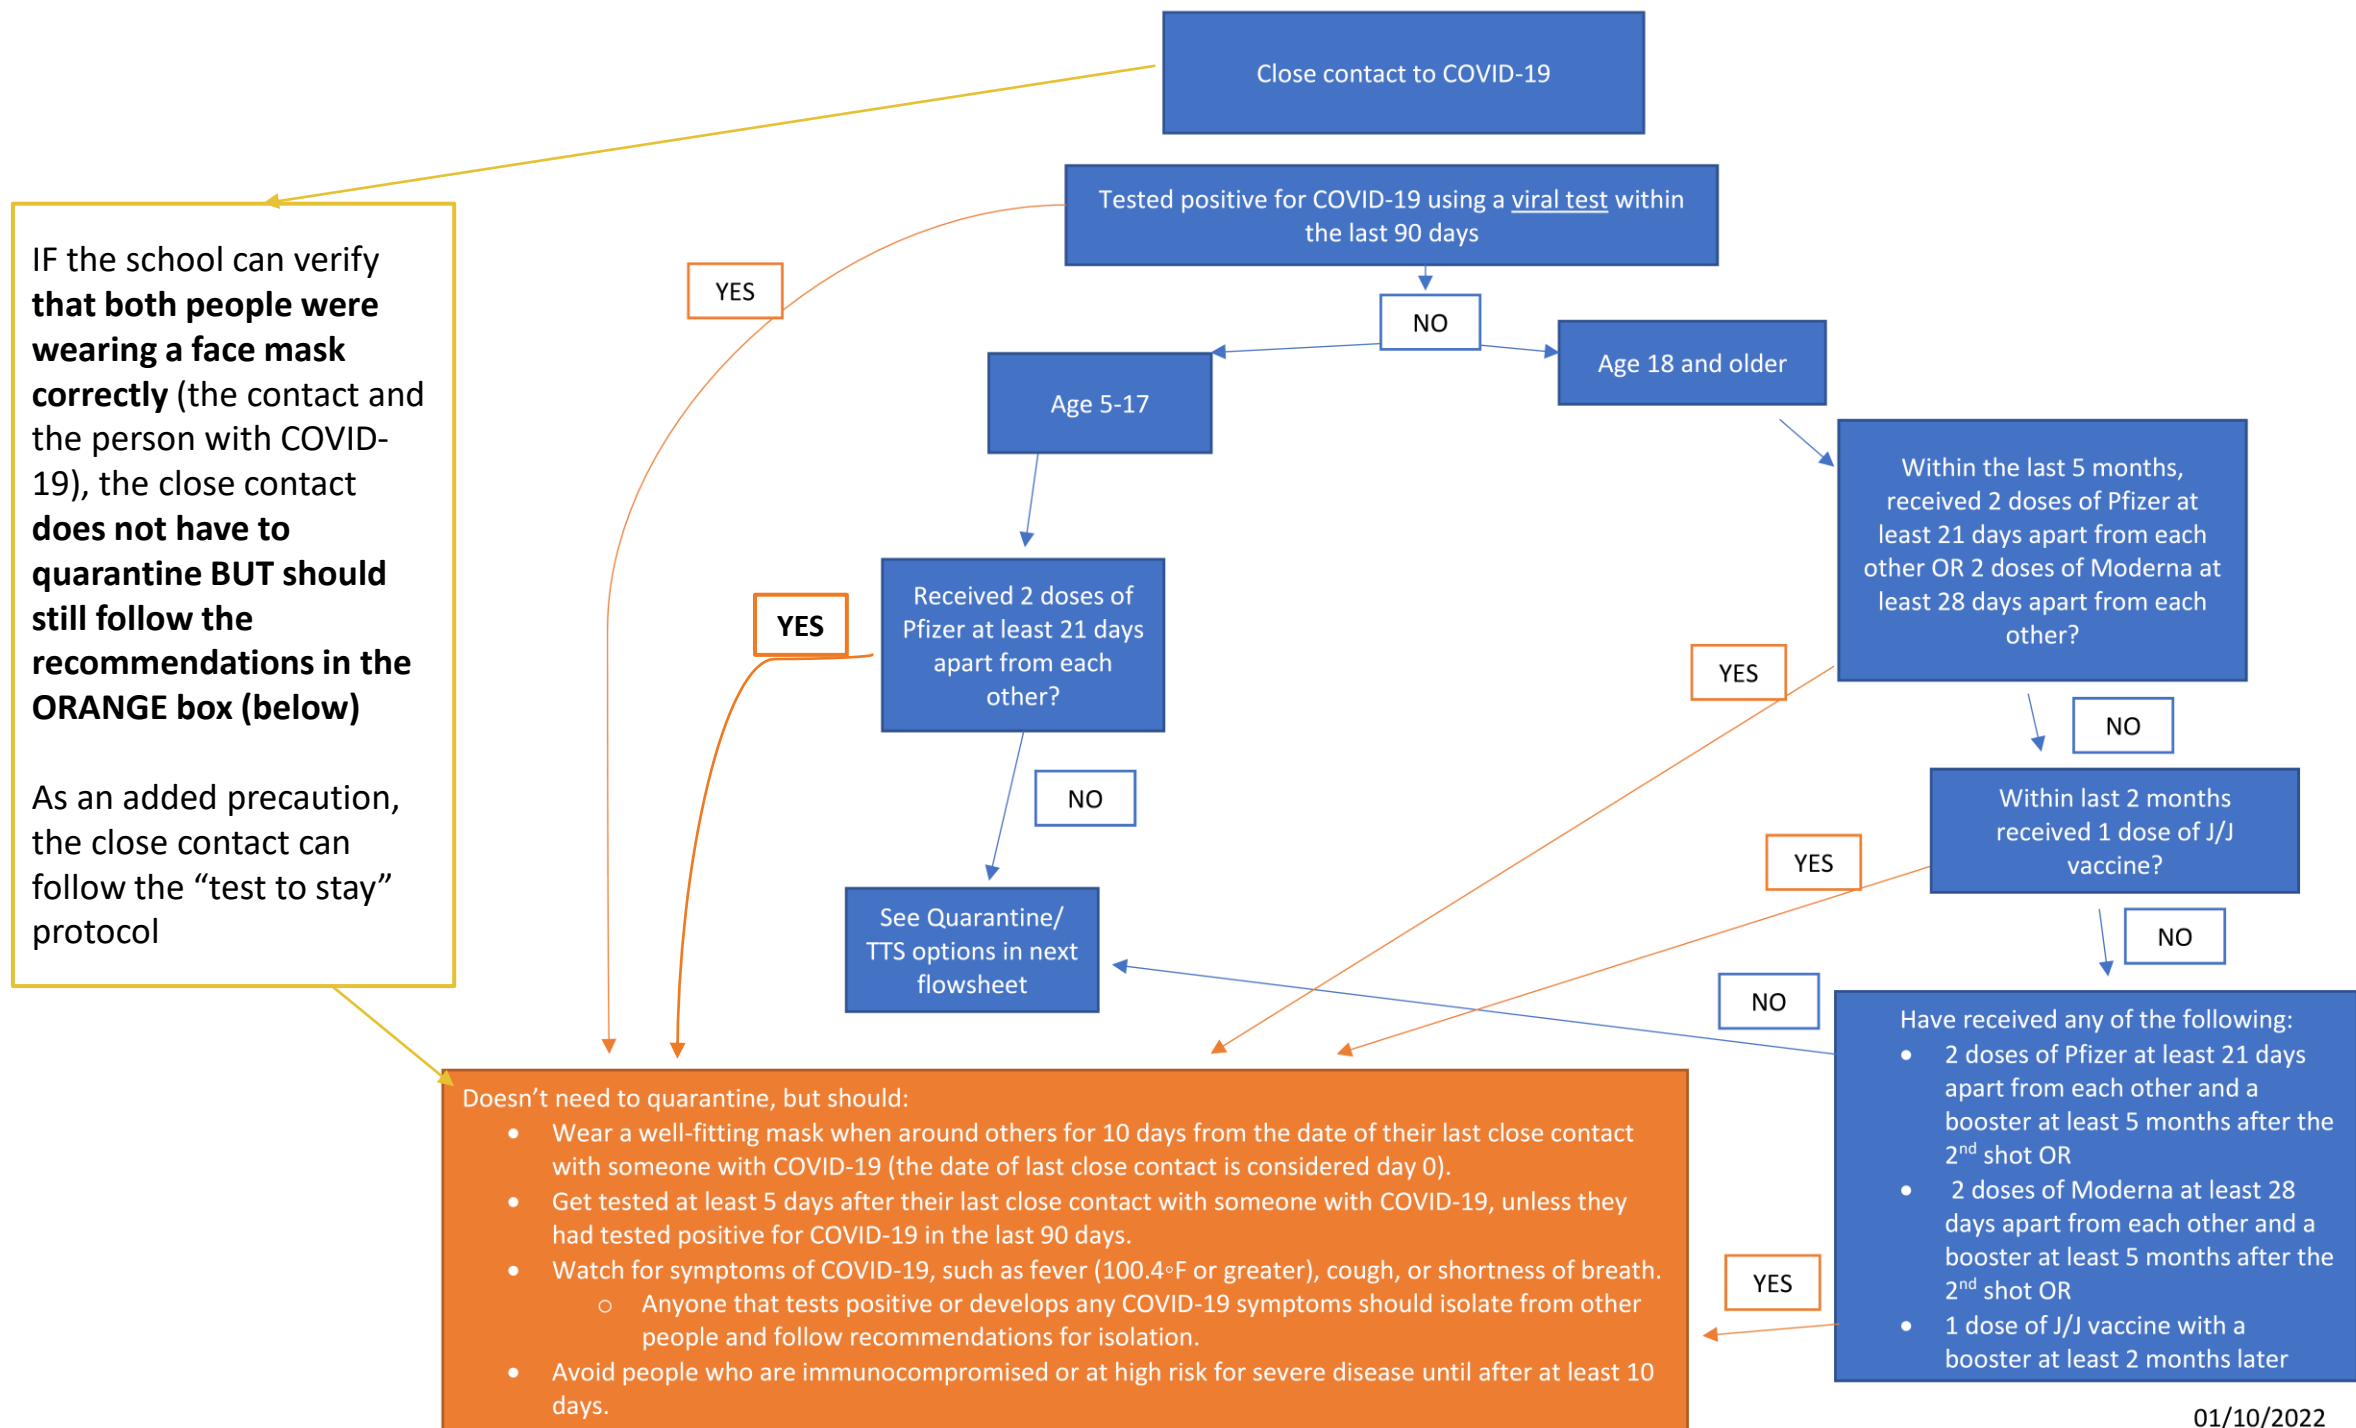 Close contact to COVID-19
Tested positive for COVID-19 using a viral test within
the last 90 days
YES
NO
Age 5-17
Age 18 and older
IF the school can verify
that both people were
wearing a face mask
correctly (the contact and
the person with COVID-
19), the close contact
does not have to
quarantine BUT should
still follow the
recommendations in the
ORANGE box (below)
As an added precaution,
the close contact can
follow the “test to stay”
protocol
Within the last 5 months,
received 2 doses of Pfizer at
least 21 days apart from each
other OR 2 doses of Moderna at
least 28 days apart from each
other?
YES
Received 2 doses of
Pfizer at least 21 days
apart from each
other?
YES
NO
NO
Within last 2 months
received 1 dose of J/J
vaccine?
YES
NO
See Quarantine/
TTS options in next
flowsheet
NO
Have received any of the following:
• 2 doses of Pfizer at least 21 days
apart from each other and a
booster at least 5 months after the
2nd shot OR
• 2 doses of Moderna at least 28
days apart from each other and a
booster at least 5 months after the
2nd shot OR
• 1 dose of J/J vaccine with a
booster at least 2 months later
YES
Doesn’t need to quarantine, but should:
• Wear a well-fitting mask when around others for 10 days from the date of their last close contact
with someone with COVID-19 (the date of last close contact is considered day 0).
• Get tested at least 5 days after their last close contact with someone with COVID-19, unless they
had tested positive for COVID-19 in the last 90 days.
• Watch for symptoms of COVID-19, such as fever (100.4◦F or greater), cough, or shortness of breath.
○ Anyone that tests positive or develops any COVID-19 symptoms should isolate from other
people and follow recommendations for isolation.
• Avoid people who are immunocompromised or at high risk for severe disease until after at least 10
days.
01/10/2022